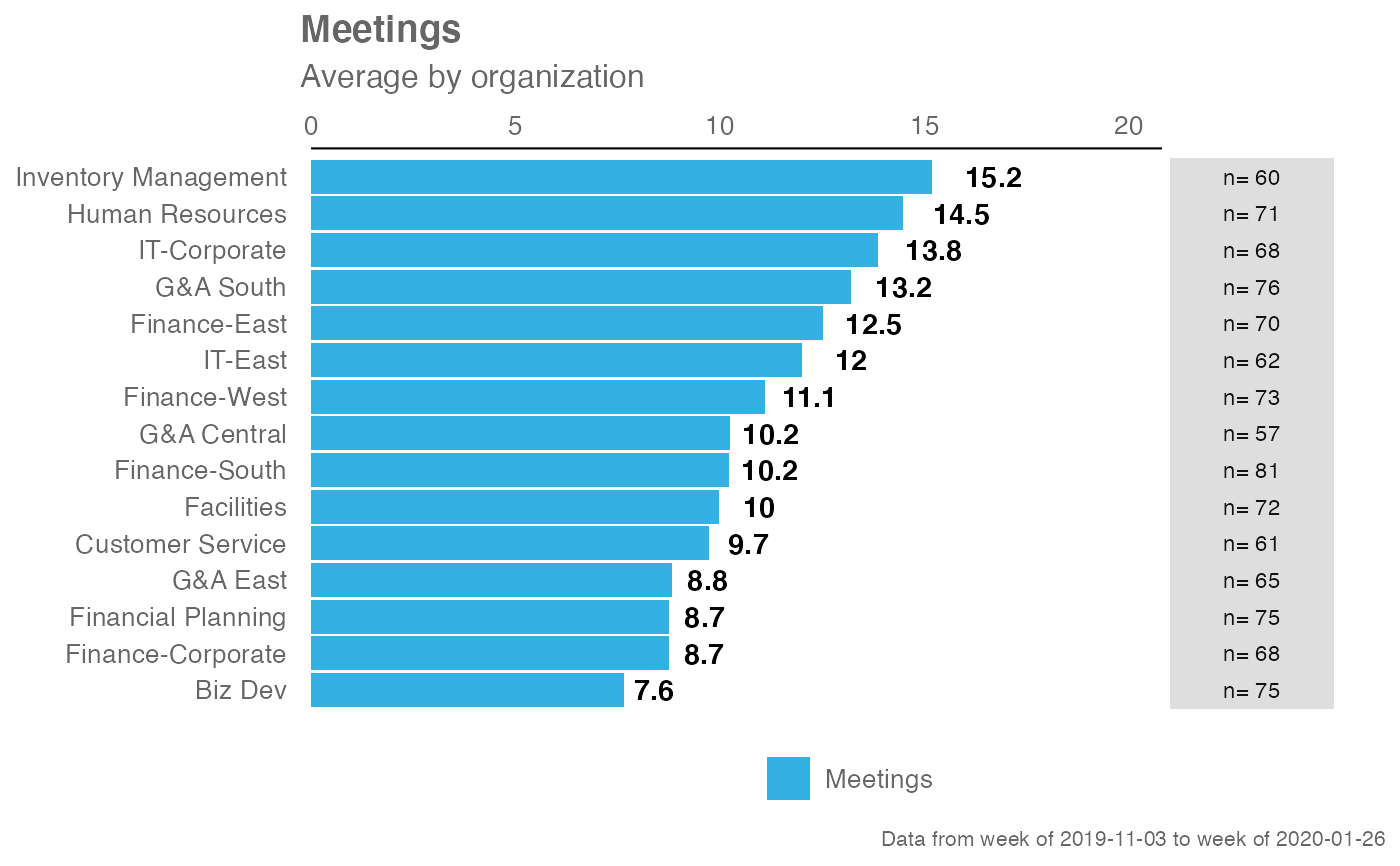 Meetings
Average by organization
0 5 10 15 20
Inventory Management 15.2 n= 60
Human Resources 14.5 n= 71
IT-Corporate 13.8 n= 68
G&A South 13.2 n= 76
Finance-East 12.5 n= 70
IT-East 12 n= 62
Finance-West 11.1 n= 73
G&A Central 10.2 n= 57
Finance-South 10.2 n= 81
Facilities 10 n= 72
Customer Service 9.7 n= 61
G&A East 8.8 n= 65
Financial Planning 8.7 n= 75
Finance-Corporate 8.7 n= 68
Biz Dev 7.6 n= 75
Meetings
Data from week of 2019-11-03 to week of 2020-01-26